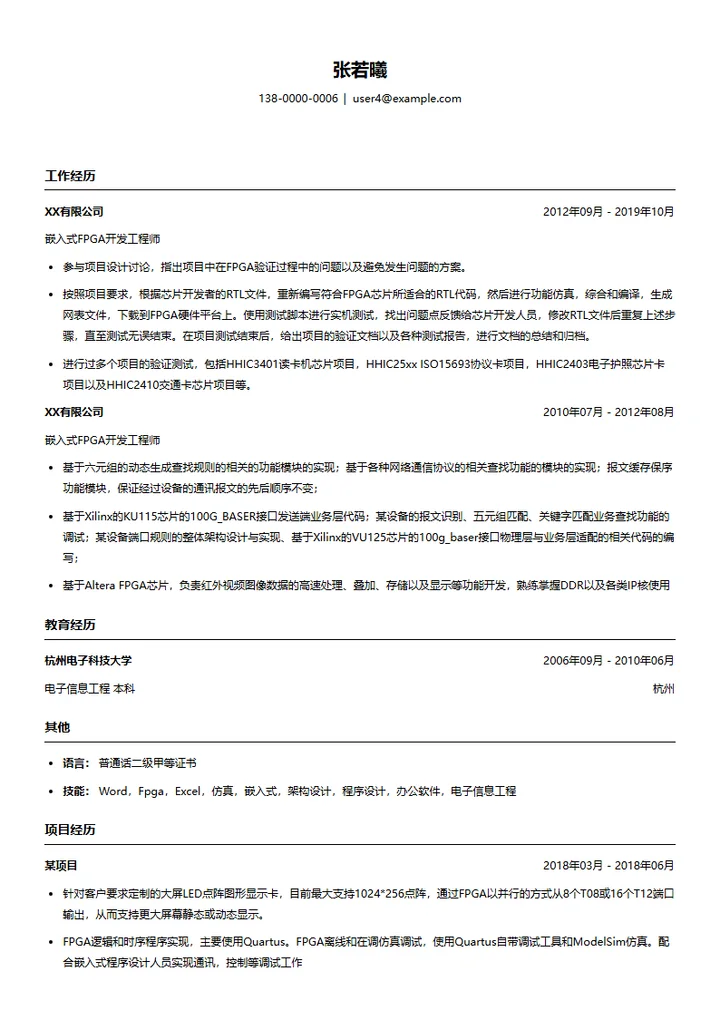 张若曦
138-0000-0006 | user4@example.com
工作经历
XX有限公司 2012年09月 - 2019年10月
嵌入式FPGA开发工程师
• 参与项目设计讨论，指出项目中在FPGA验证过程中的问题以及避免发生问题的方案。
• 按照项目要求，根据芯片开发者的RTL文件，重新编写符合FPGA芯片所适合的RTL代码，然后进行功能仿真，综合和编译，生成
网表文件，下载到FPGA硬件平台上。使用测试脚本进行实机测试，找出问题点反馈给芯片开发人员，修改RTL文件后重复上述步
骤，直至测试无误结束。在项目测试结束后，给出项目的验证文档以及各种测试报告，进行文档的总结和归档。
• 进行过多个项目的验证测试，包括HHIC3401读卡机芯片项目，HHIC25xx ISO15693协议卡项目，HHIC2403电子护照芯片卡
项目以及HHIC2410交通卡芯片项目等。
XX有限公司 2010年07月 - 2012年08月
嵌入式FPGA开发工程师
• 基于六元组的动态生成查找规则的相关的功能模块的实现；基于各种网络通信协议的相关查找功能的模块的实现；报文缓存保序
功能模块，保证经过设备的通讯报文的先后顺序不变；
• 基于Xilinx的KU115芯片的100G_BASER接口发送端业务层代码；某设备的报文识别、五元组匹配、关键字匹配业务查找功能的
调试；某设备端口规则的整体架构设计与实现、基于Xilinx的VU125芯片的100g_baser接口物理层与业务层适配的相关代码的编
写；
• 基于Altera FPGA芯片，负责红外视频图像数据的高速处理、叠加、存储以及显示等功能开发，熟练掌握DDR以及各类IP核使用
教育经历
杭州电子科技大学 2006年09月 - 2010年06月
电子信息工程 本科 杭州
其他
• 语言： 普通话二级甲等证书
• 技能： Word，Fpga，Excel，仿真，嵌入式，架构设计，程序设计，办公软件，电子信息工程
项目经历
某项目 2018年03月 - 2018年06月
• 针对客户要求定制的大屏LED点阵图形显示卡，目前最大支持1024*256点阵，通过FPGA以并行的方式从8个T08或16个T12端口
输出，从而支持更大屏幕静态或动态显示。
• FPGA逻辑和时序程序实现，主要使用Quartus。FPGA离线和在调仿真调试，使用Quartus自带调试工具和ModelSim仿真。配
合嵌入式程序设计人员实现通讯，控制等调试工作